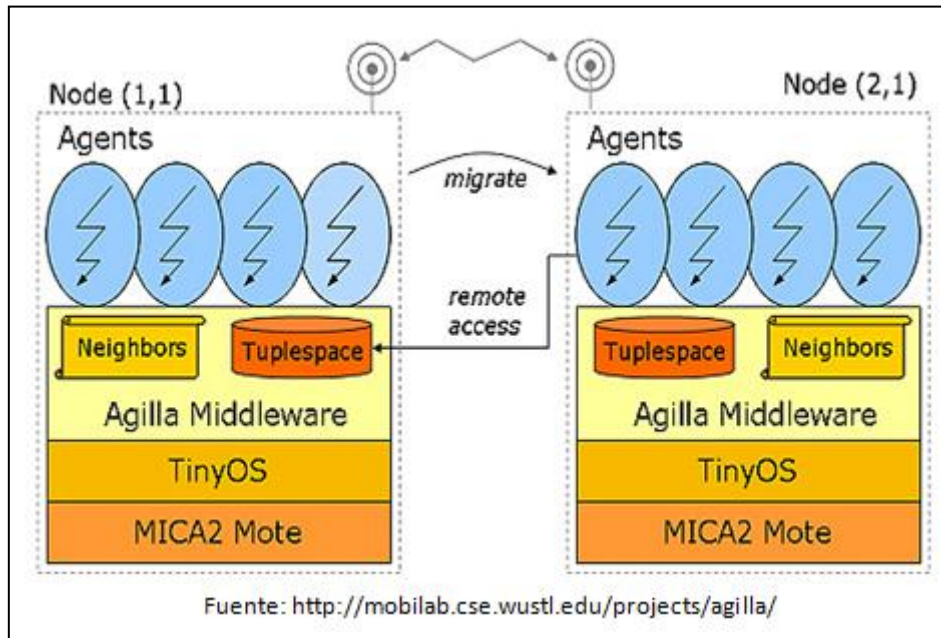 Node (1,1)
Agents
Neighbors
Tuplespace
Agilla Middleware
TinyOS
MICA2 Mote
migrate
remote
access
Node (2,1)
Agents
Tuplespace
Neighbors
Agilla Middleware
TinyOS
MICA2 Mote
Fuente: http://mobilab.cse.wustl.edu/projects/agilla/